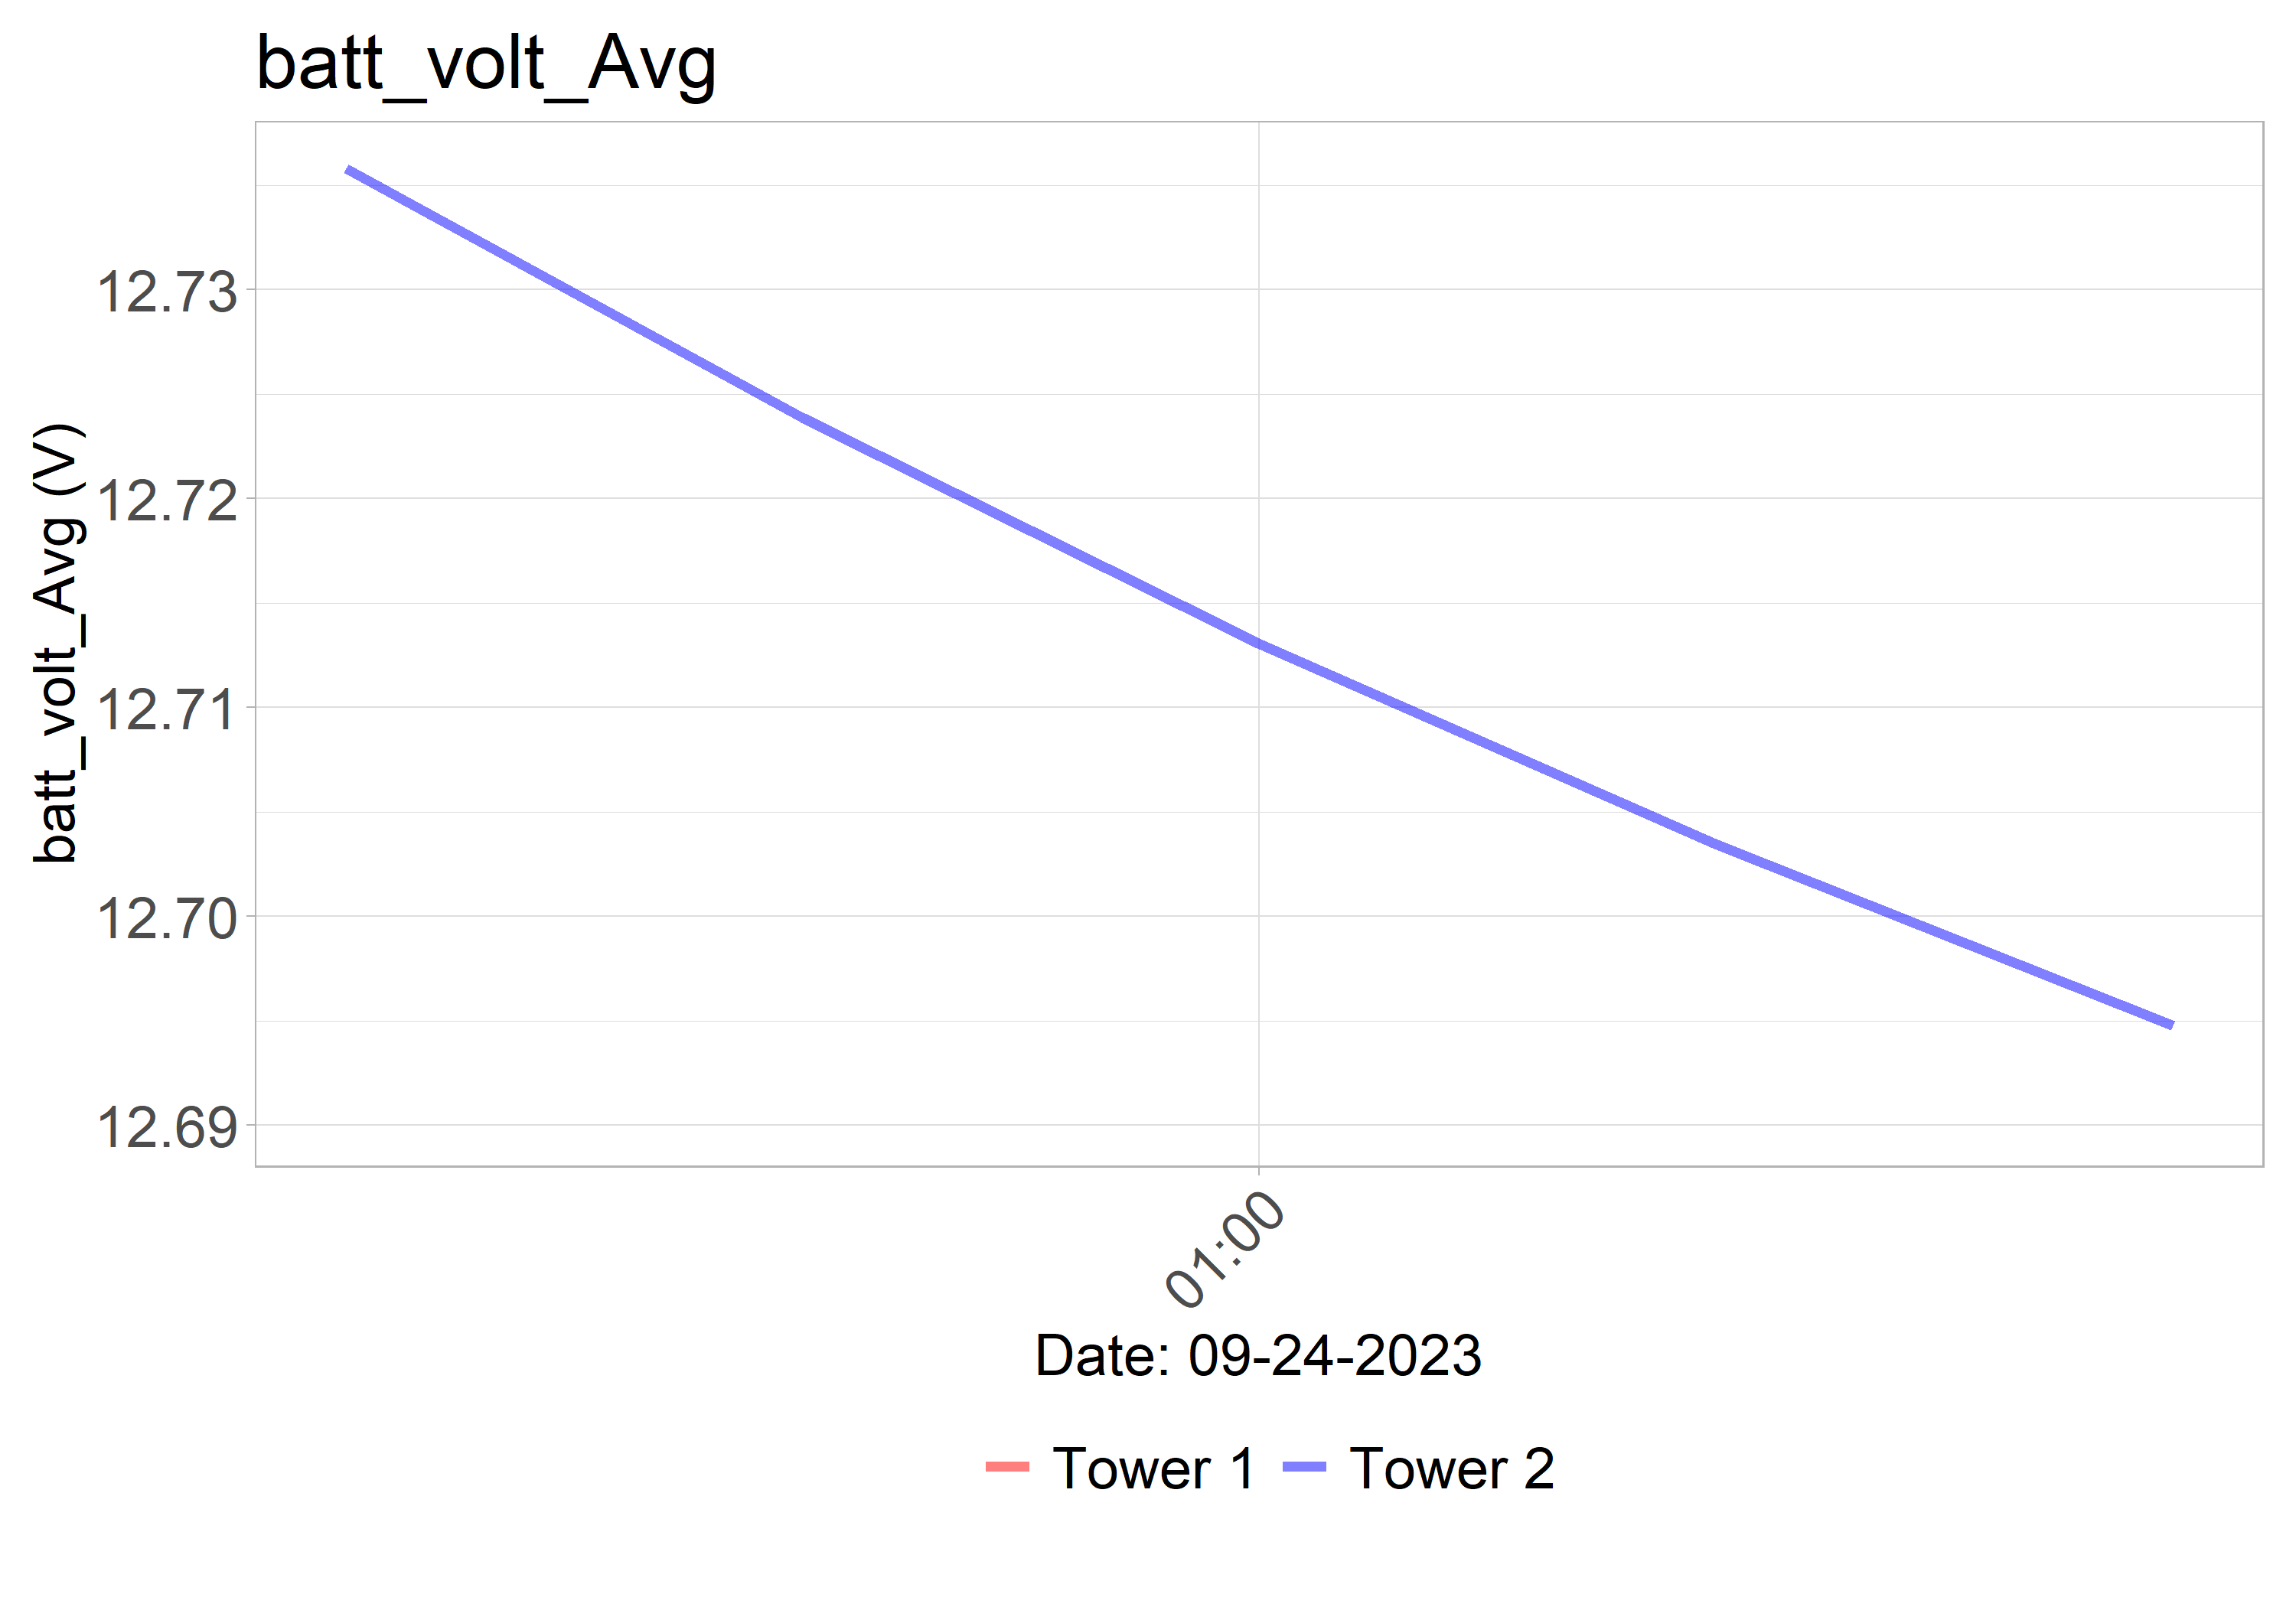 batt_volt_Avg
batt_volt_Avg (V)
12.73
12.72
12.71
12.70
12.69
01:00
Date: 09-24-2023
Tower 1 Tower 2